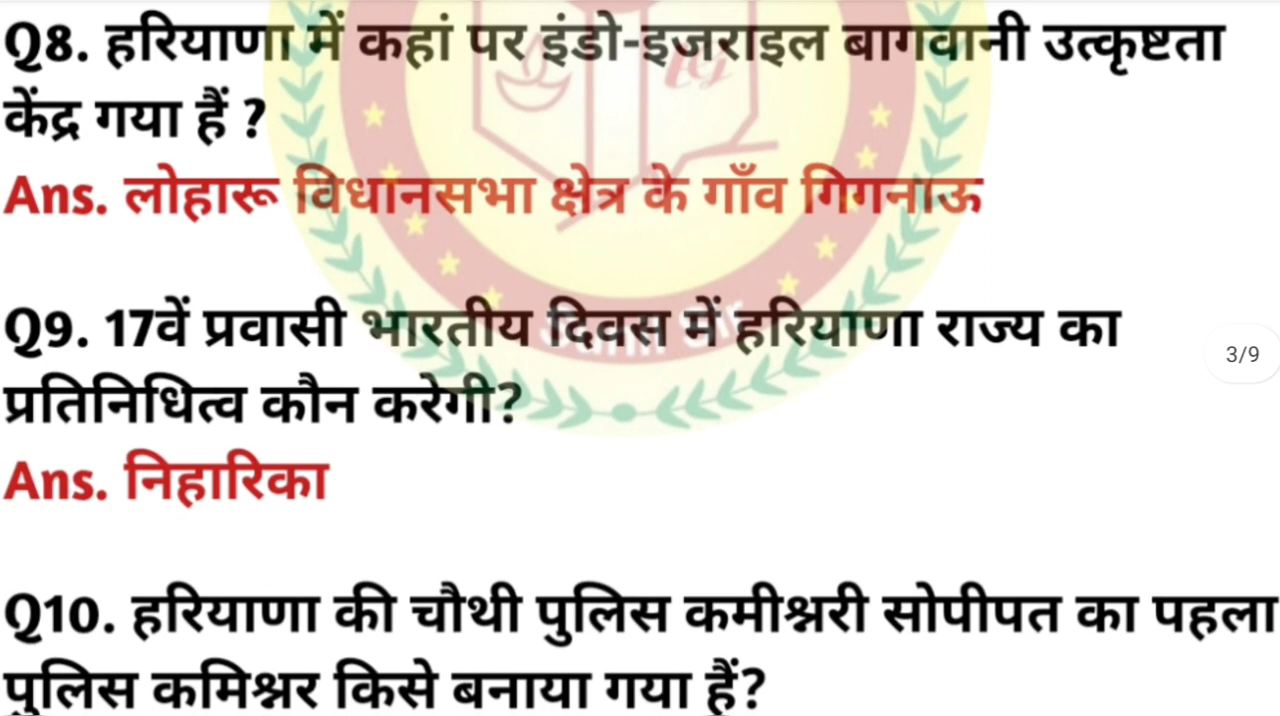 Q8. हरियाणा में कहां पर इंडो-इजराइल बागवानी उत्कृष्टता
केंद्र गया हैं ?
Ans. लोहारू विधानसभा क्षेत्र के गाँव गिगनाऊ
Q9. 17वें प्रवासी भारतीय दिवस में हरियाणा राज्य का
3/9
प्रतिनिधित्व कौन करेगी?
Ans. निहारिका
Q10. हरियाणा की चौथी पुलिस कमीश्नरी सोपीपत का पहला
पुलिस कमिश्नर किसे बनाया गया हैं?